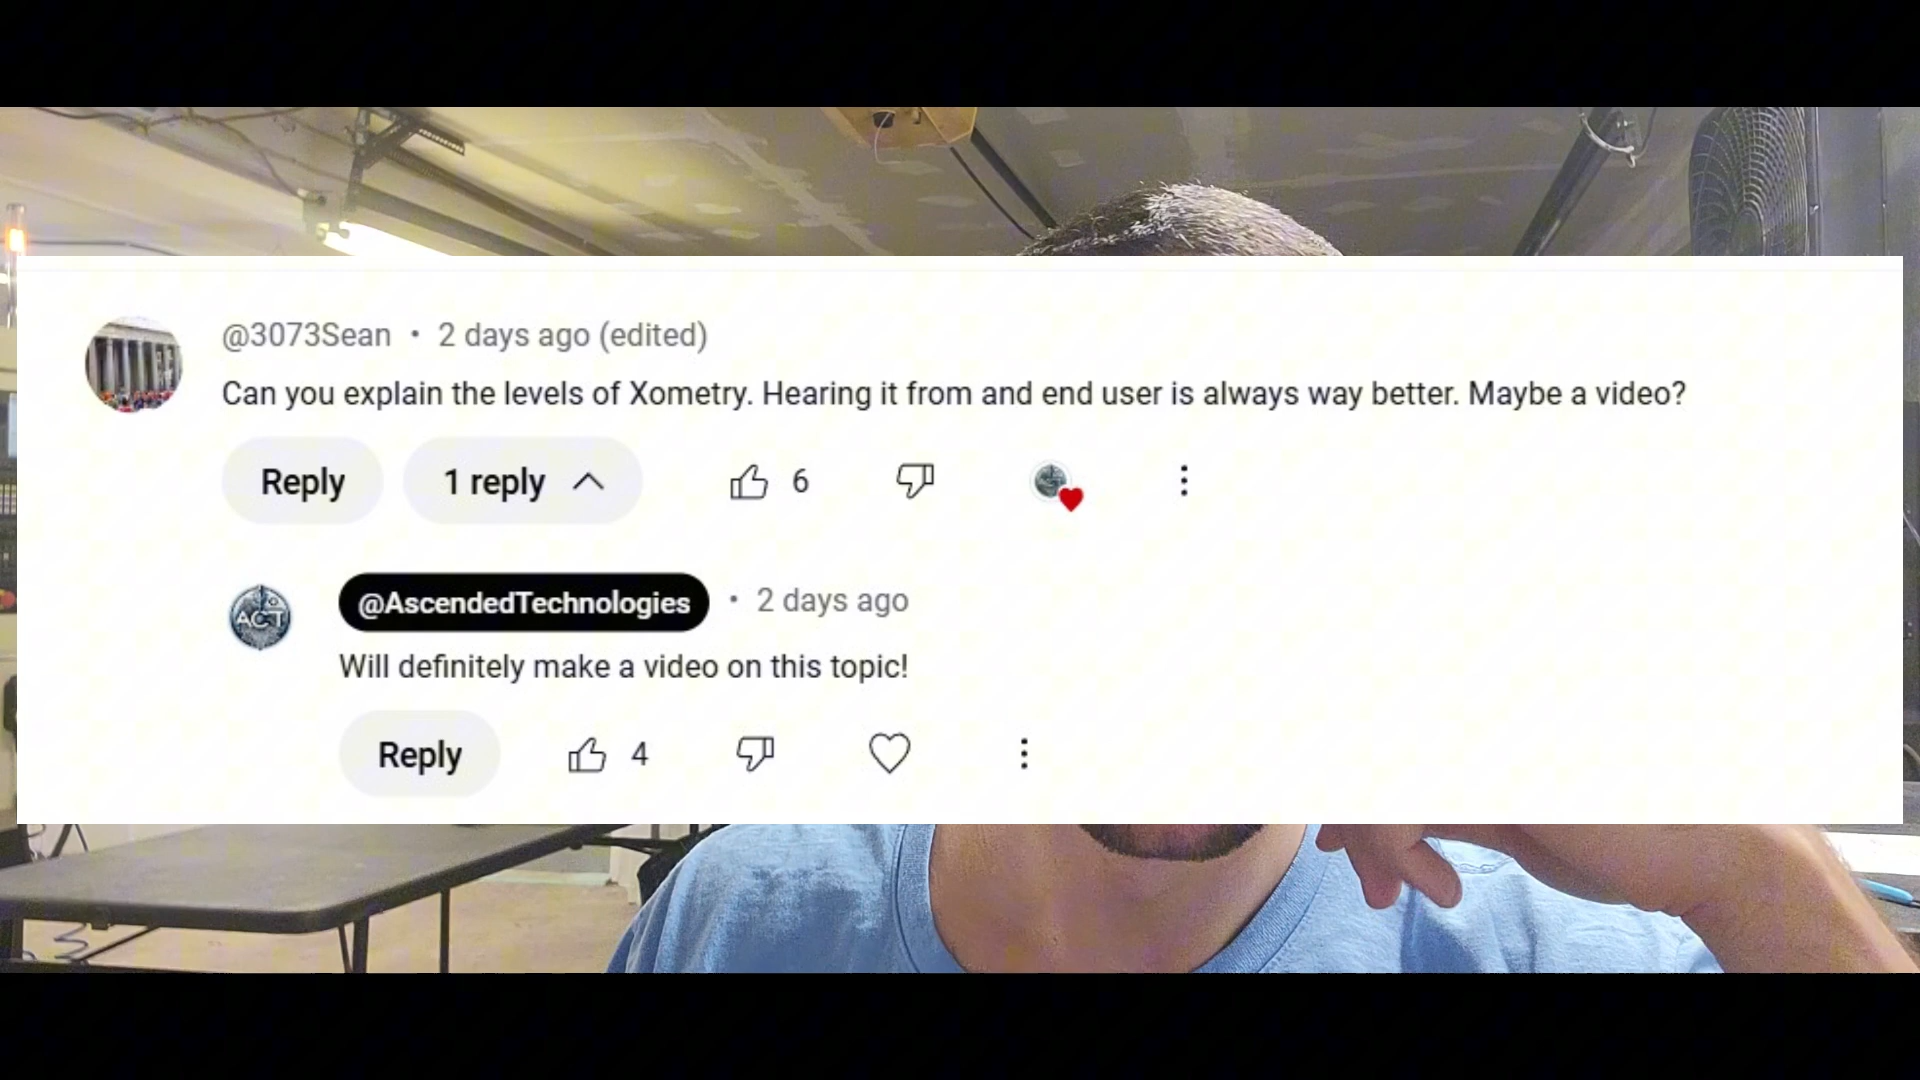 @3073Sean • 2 days ago (edited)
Can you explain the levels of Xometry. Hearing it from and end user is always way better. Maybe a video?
Reply 1 reply 6
@AscendedTechnologies • 2 days ago
ACT
Will definitely make a video on this topic!
Reply 4